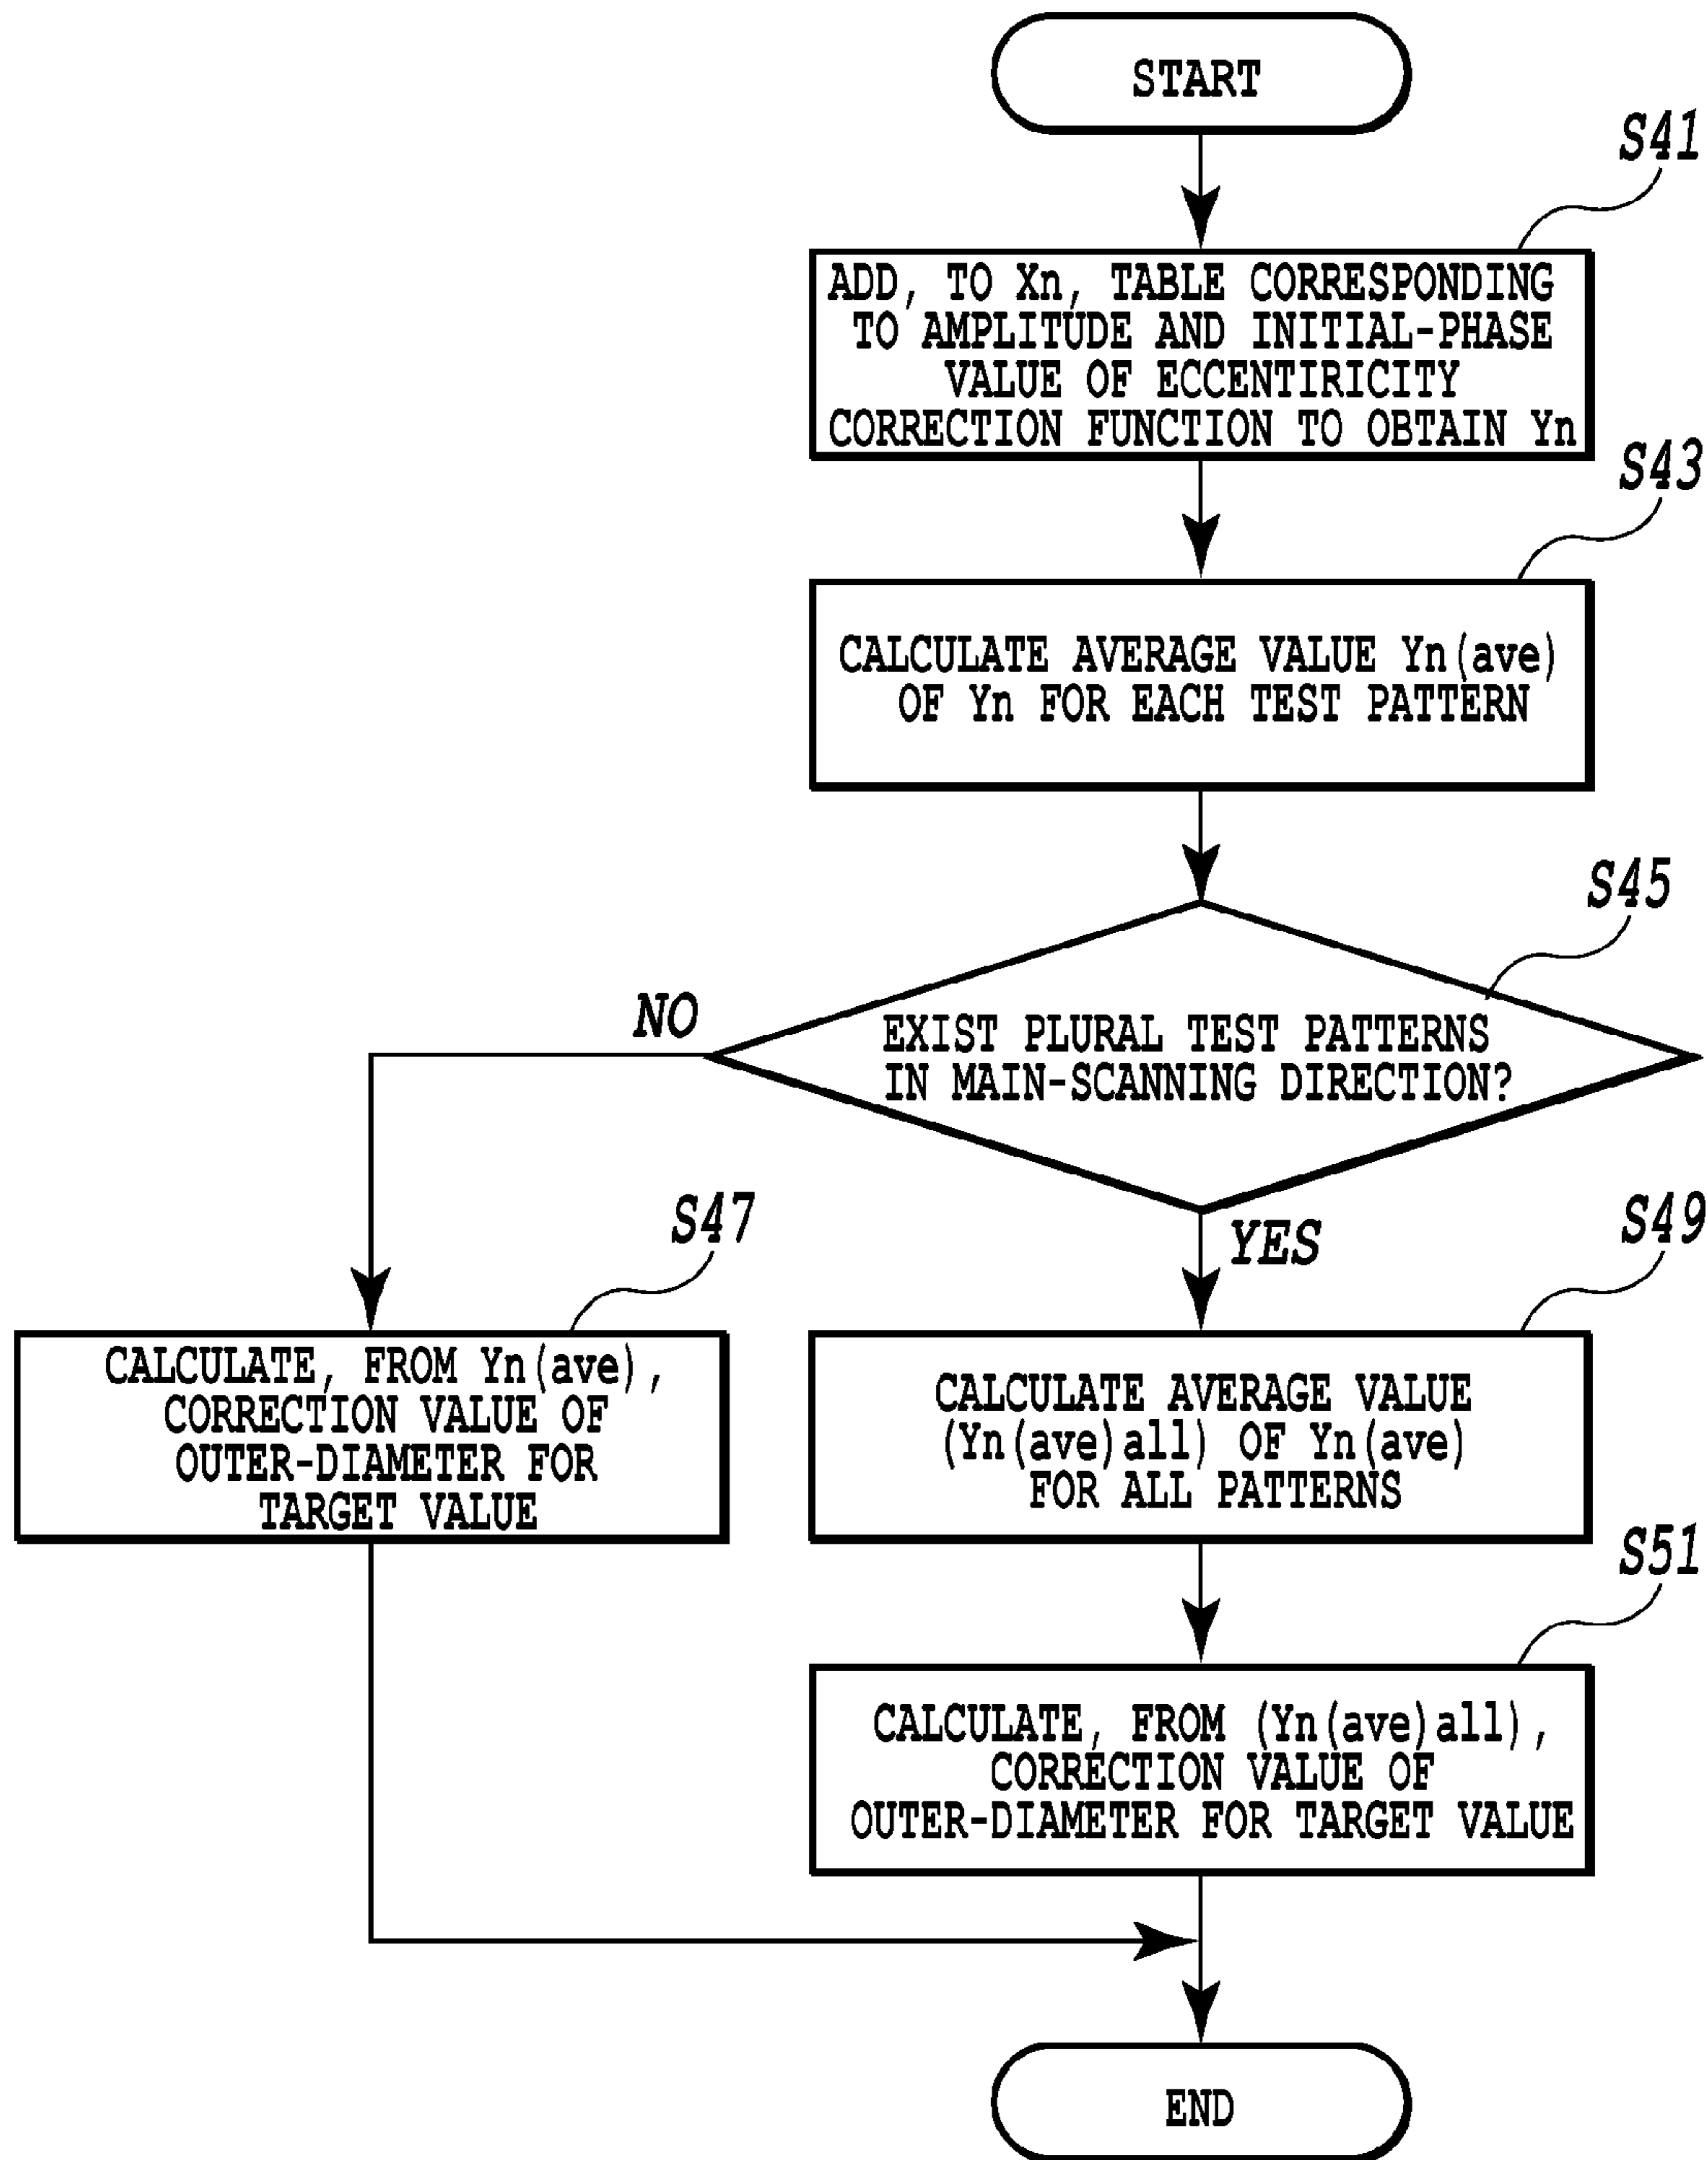 START
S41
ADD, TO Xn, TABLE CORRESPONDING
TO AMPLITUDE AND INITIAL-PHASE
VALUE OF ECCENTIRICITY
CORRECTION FUNCTION TO OBTAIN Yn
S43
CALCULATE AVERAGE VALUE Yn(ave)
OF Yn FOR EACH TEST PATTERN
S45
EXIST PLURAL TEST PATTERNS
IN MAIN-SCANNING DIRECTION?
NO
YES
S47
CALCULATE, FROM Yn(ave),
CORRECTION VALUE OF
OUTER-DIAMETER FOR
TARGET VALUE
S49
CALCULATE AVERAGE VALUE
(Yn(ave)all) OF Yn(ave)
FOR ALL PATTERNS
S51
CALCULATE, FROM (Yn(ave)all),
CORRECTION VALUE OF
OUTER-DIAMETER FOR TARGET VALUE
END